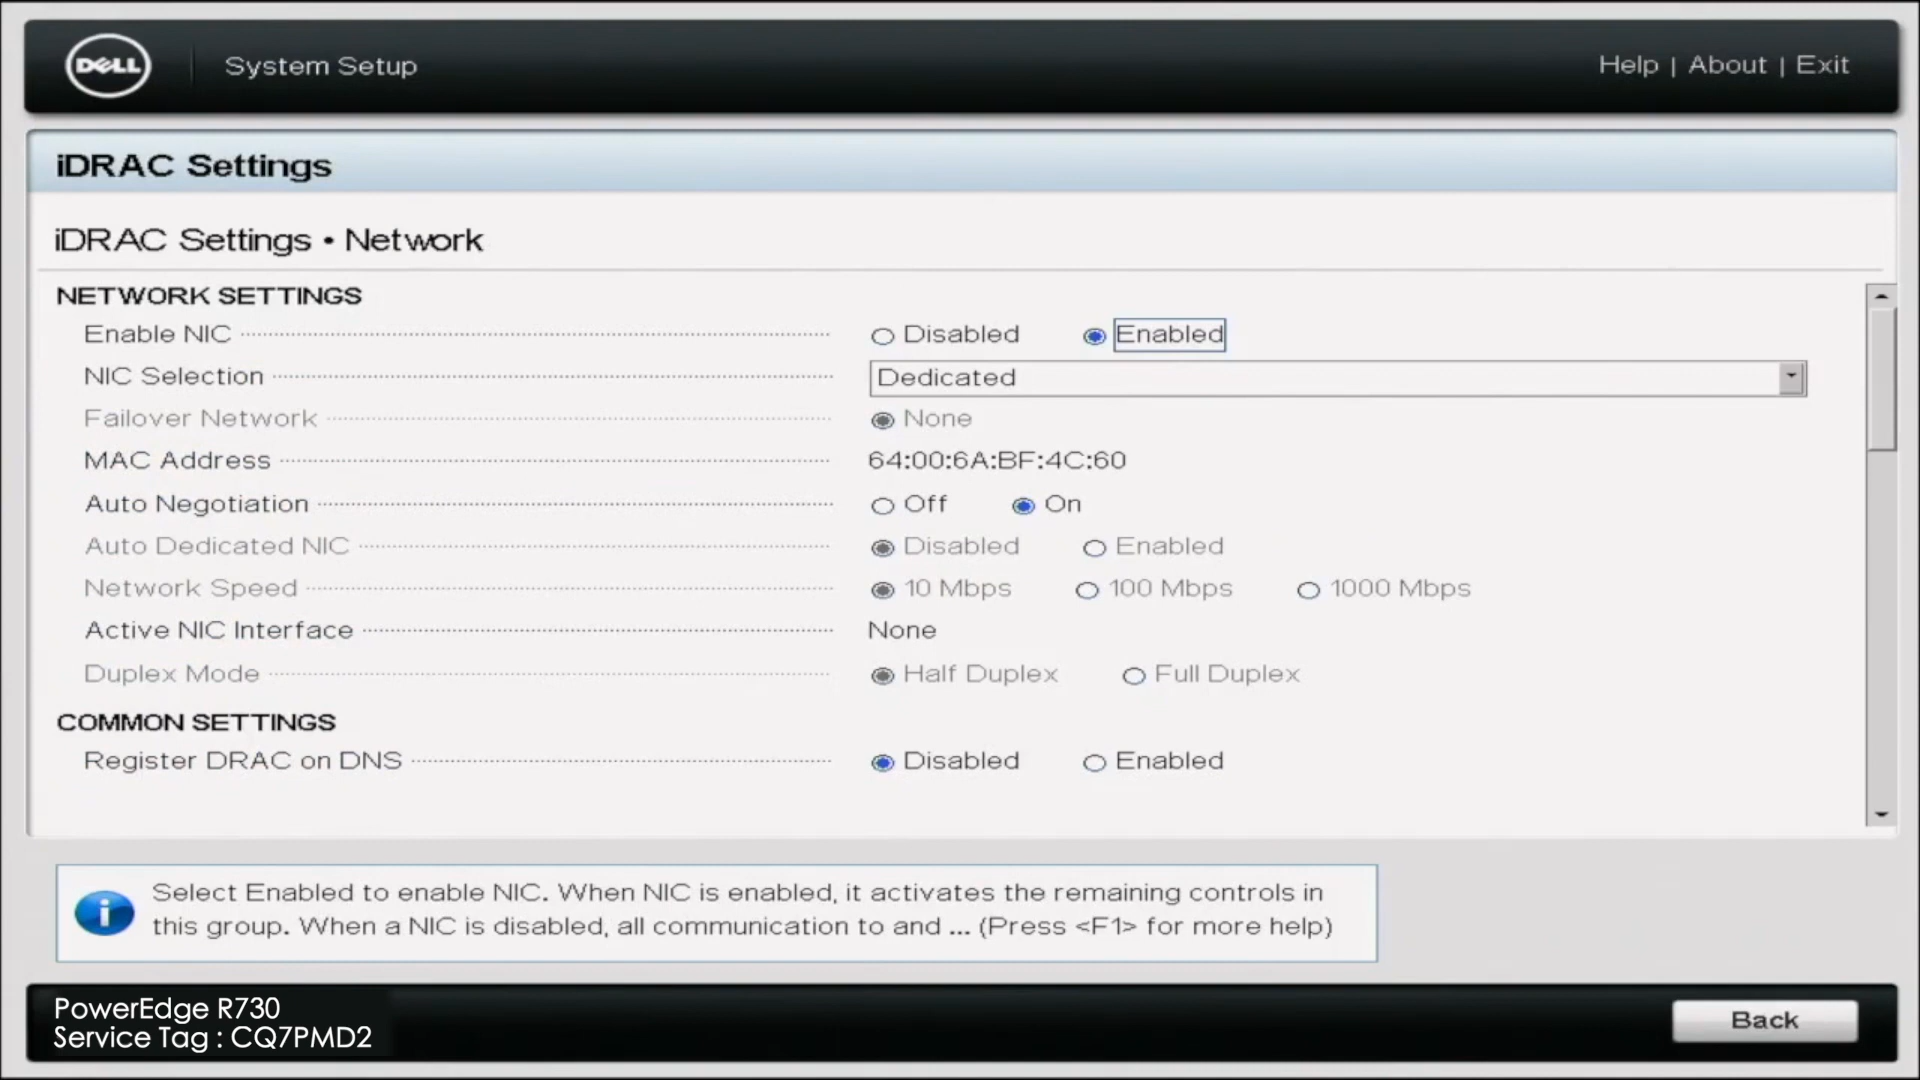 DELL
System Setup
Help | About | Exit
iDRAC Settings
iDRAC Settings • Network
NETWORK SETTINGS
Enable NIC Disabled Enabled
NIC Selection Dedicated
Failover Network None
MAC Address 64:00:6A:BF:4C:60
Auto Negotiation Off On
Auto Dedicated NIC Disabled Enabled
Network Speed 10 Mbps 100 Mbps 1000 Mbps
Active NIC Interface None
Duplex Mode Half Duplex Full Duplex
COMMON SETTINGS
Register DRAC on DNS Disabled Enabled
Select Enabled to enable NIC. When NIC is enabled, it activates the remaining controls in
this group. When a NIC is disabled, all communication to and ... (Press <F1> for more help)
PowerEdge R730
Service Tag : CQ7PMD2
Back